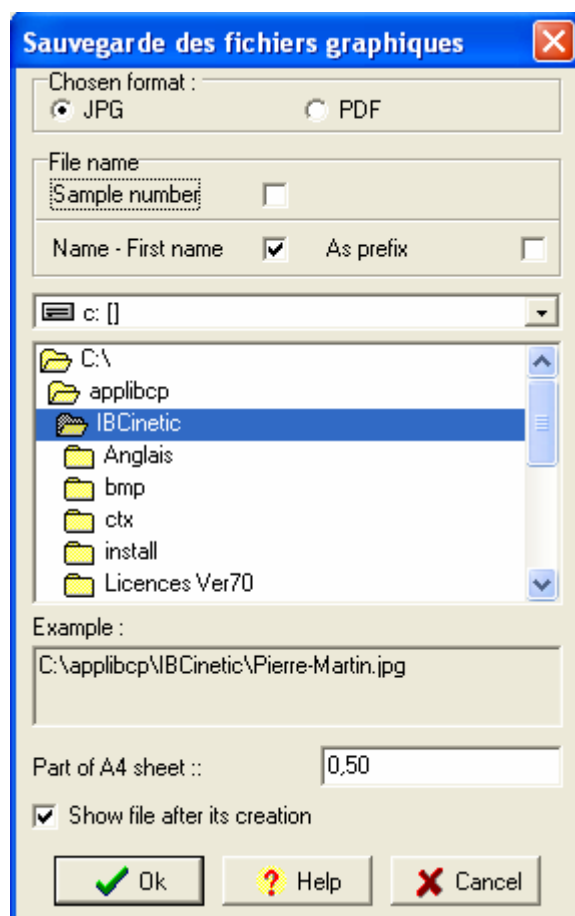 Sauvegarde des fichiers graphiques
Chosen format :
JPG PDF
File name
Sample number
Name - First name As prefix
c: []
C:\
applibcp
IBCinetic
Anglais
bmp
ctx
install
Licences Ver70
Example :
C:\applibcp\IBCinetic\Pierre-Martin.jpg
Part of A4 sheet :: 0,50
Show file after its creation
Ok Help Cancel